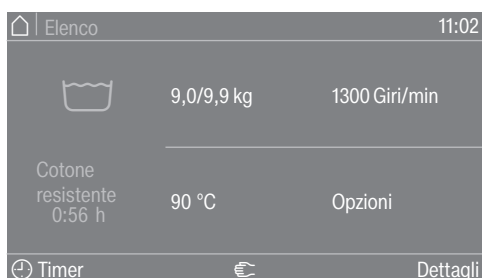 Elenco 11:02
9,0/9,9 kg 1300 Giri/min
Cotone
resistente
0:56 h
90 °C Opzioni
Timer Dettagli